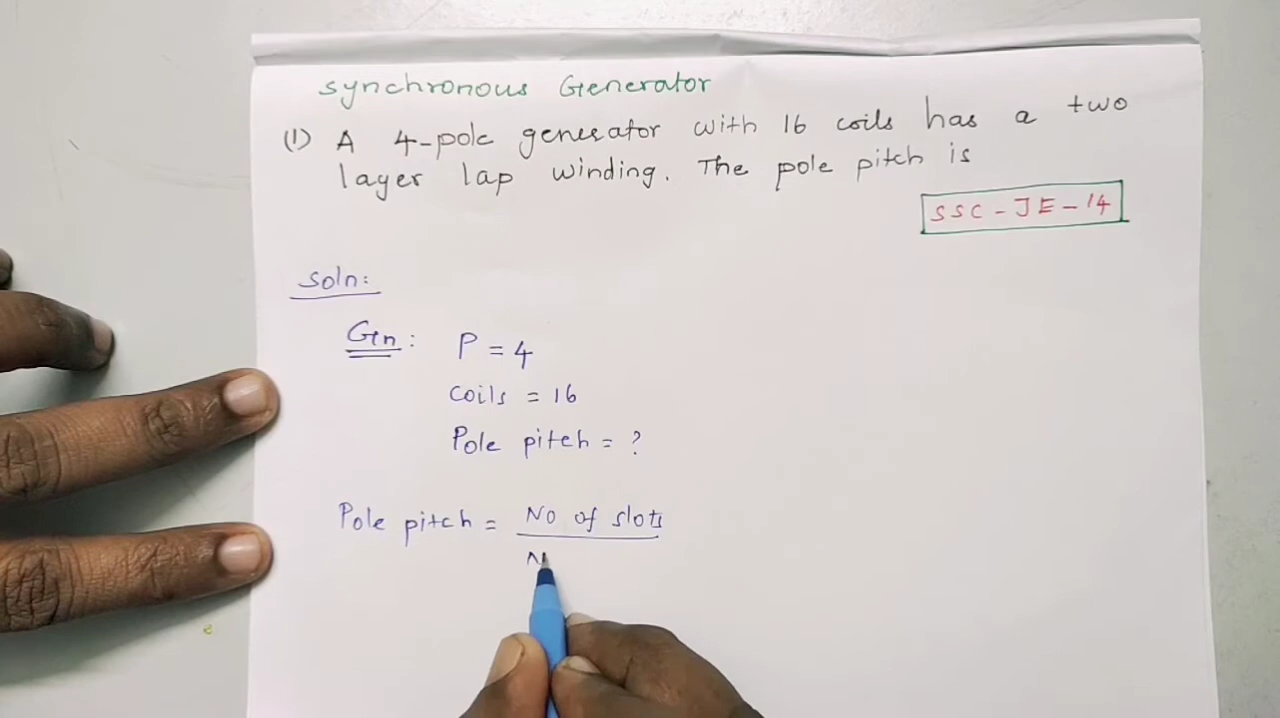 Synchronous Generator
(1) A 4-pole generator with 16 coils has a two
layer lap winding. The pole pitch is
SSC-JE-14
Soln:
Gn: P = 4
Coils = 16
Pole pitch = ?
Pole pitch = No of slots
N